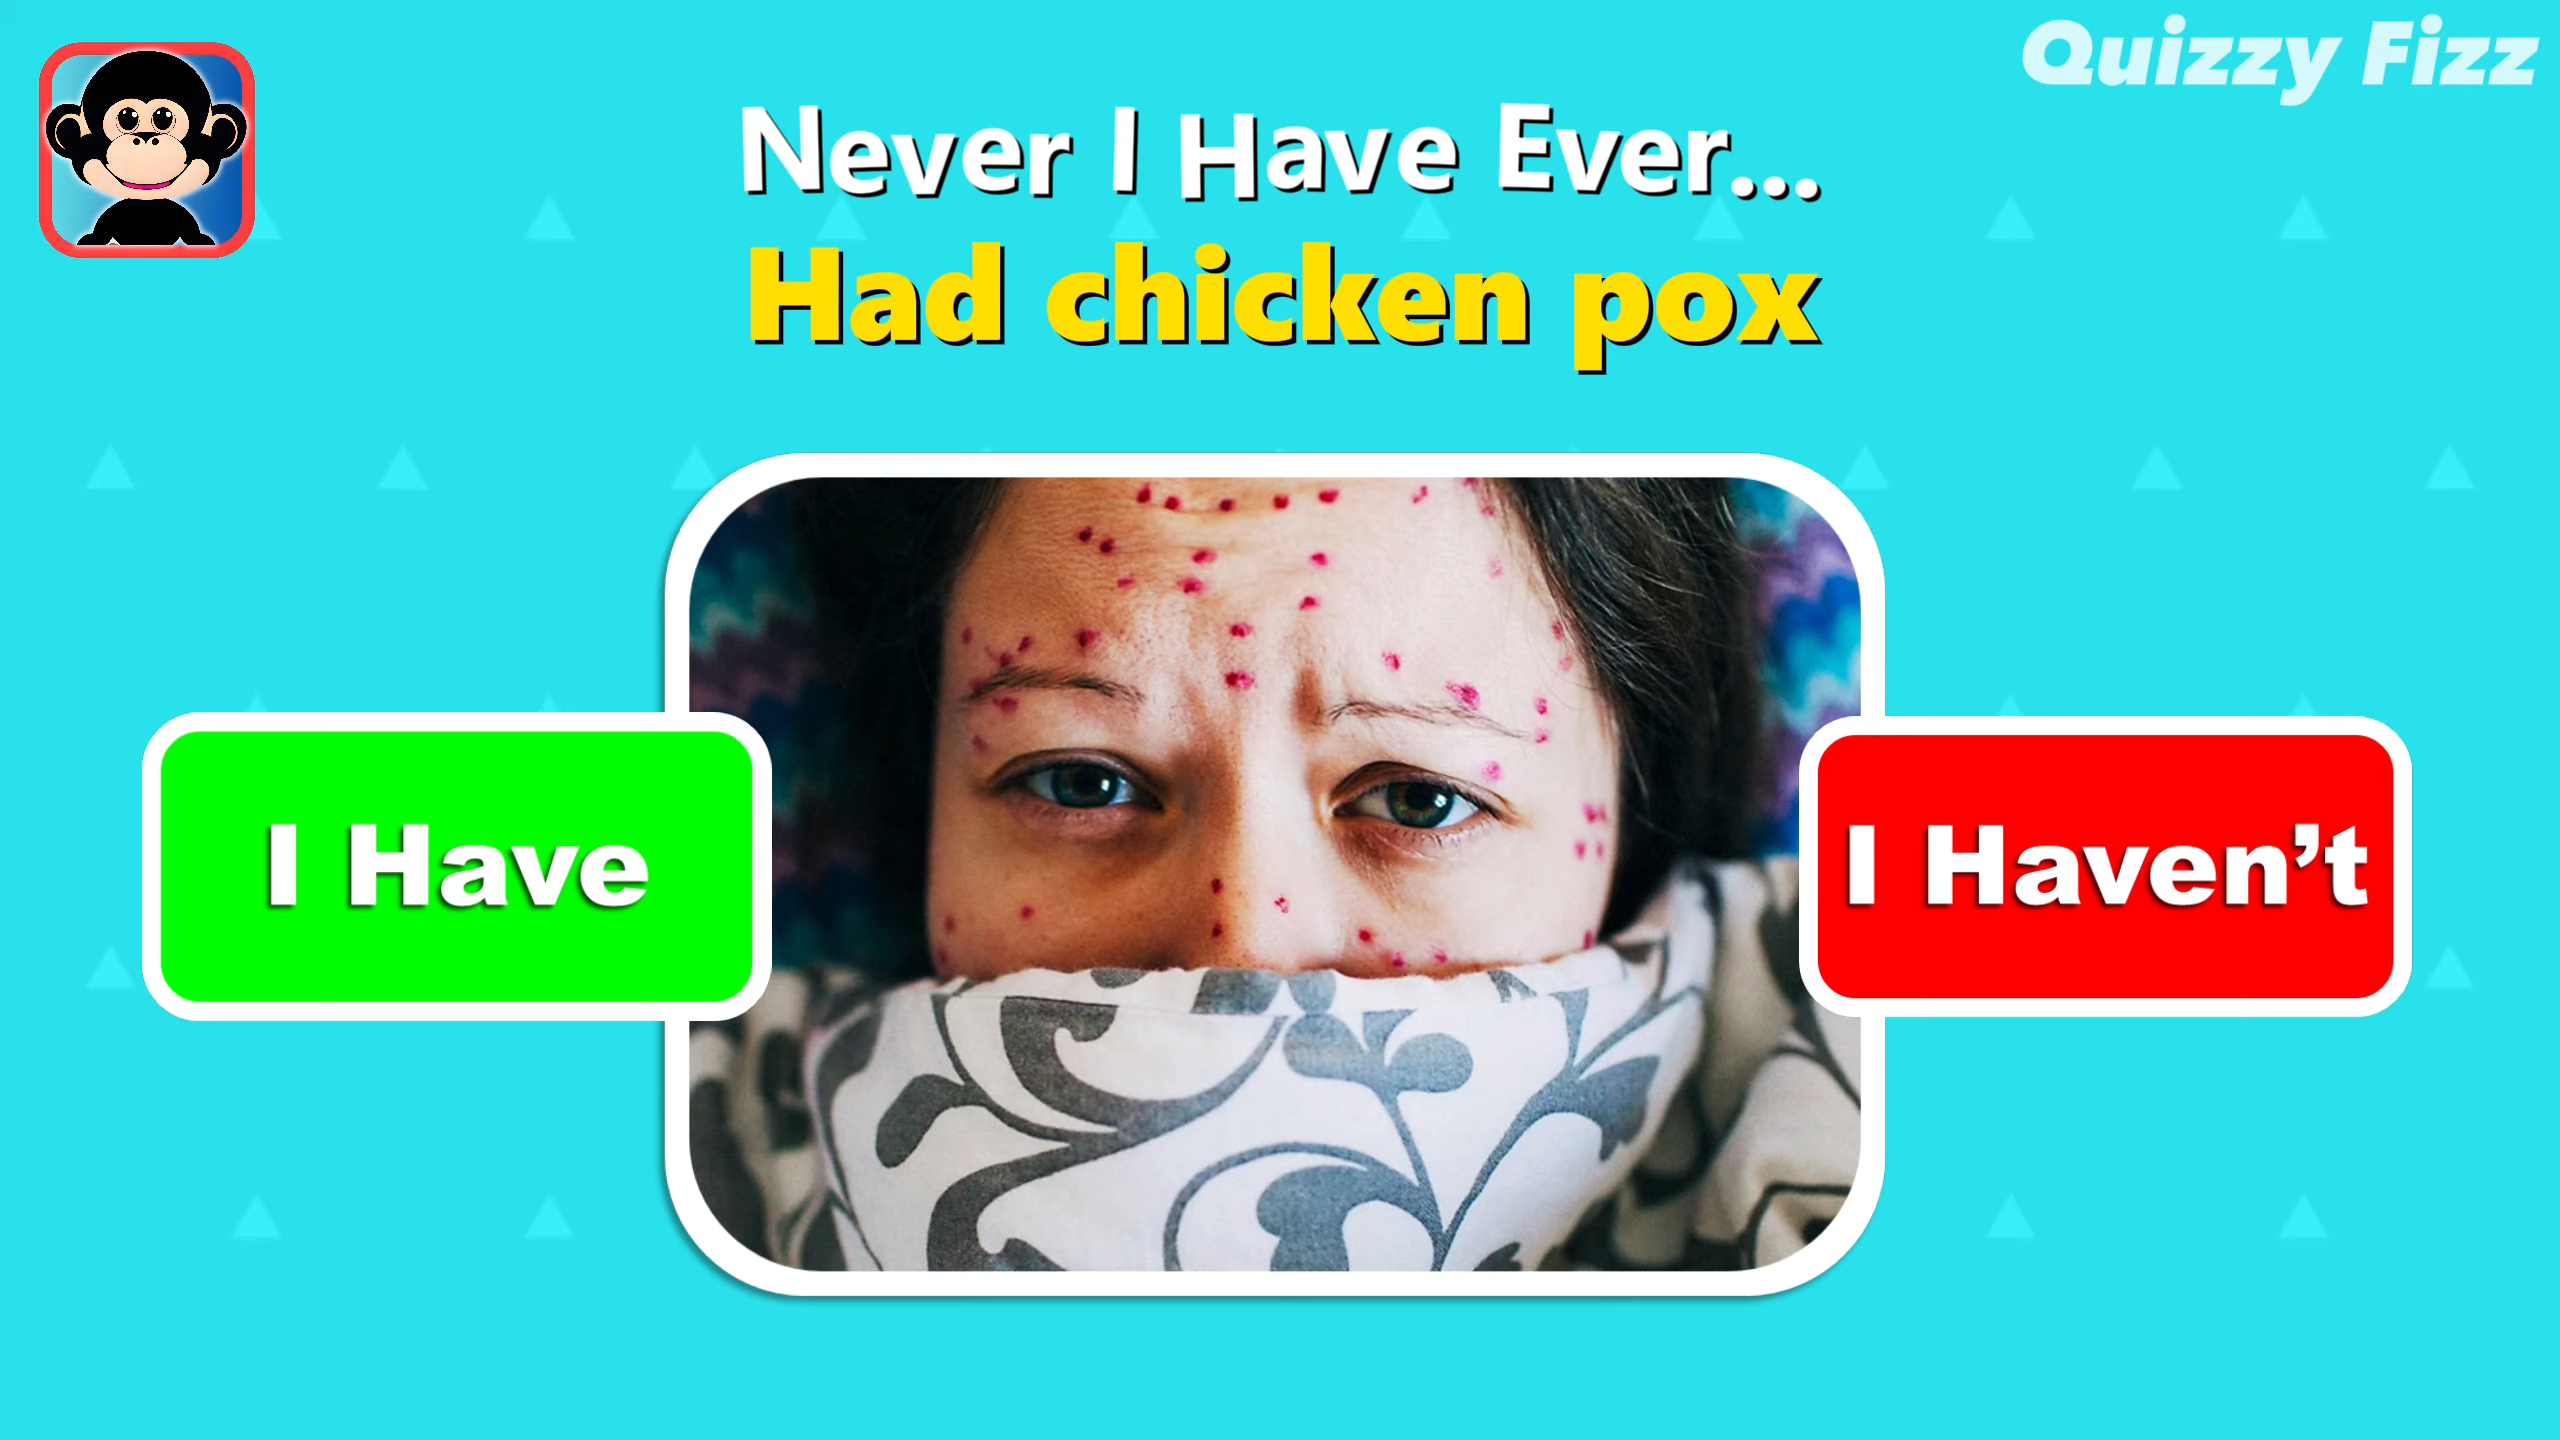 Quizzy Fizz
Never I Have Ever...
Had chicken pox
I Have
I Haven’t